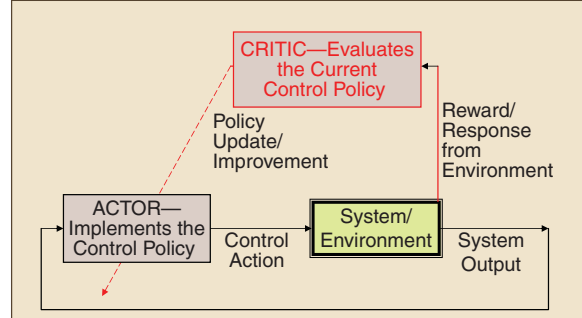 CRITIC—Evaluates
the Current
Control Policy
Policy
Update/
Improvement
Reward/
Response
from
Environment
ACTOR—
Implements the
Control Policy
Control
Action
System/
Environment
System
Output